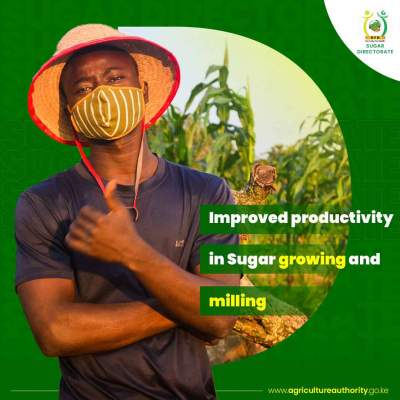 SUGAR
DIRECTORATE
Improved productivity
in Sugar growing and
milling
www.agricultureauthority.go.ke